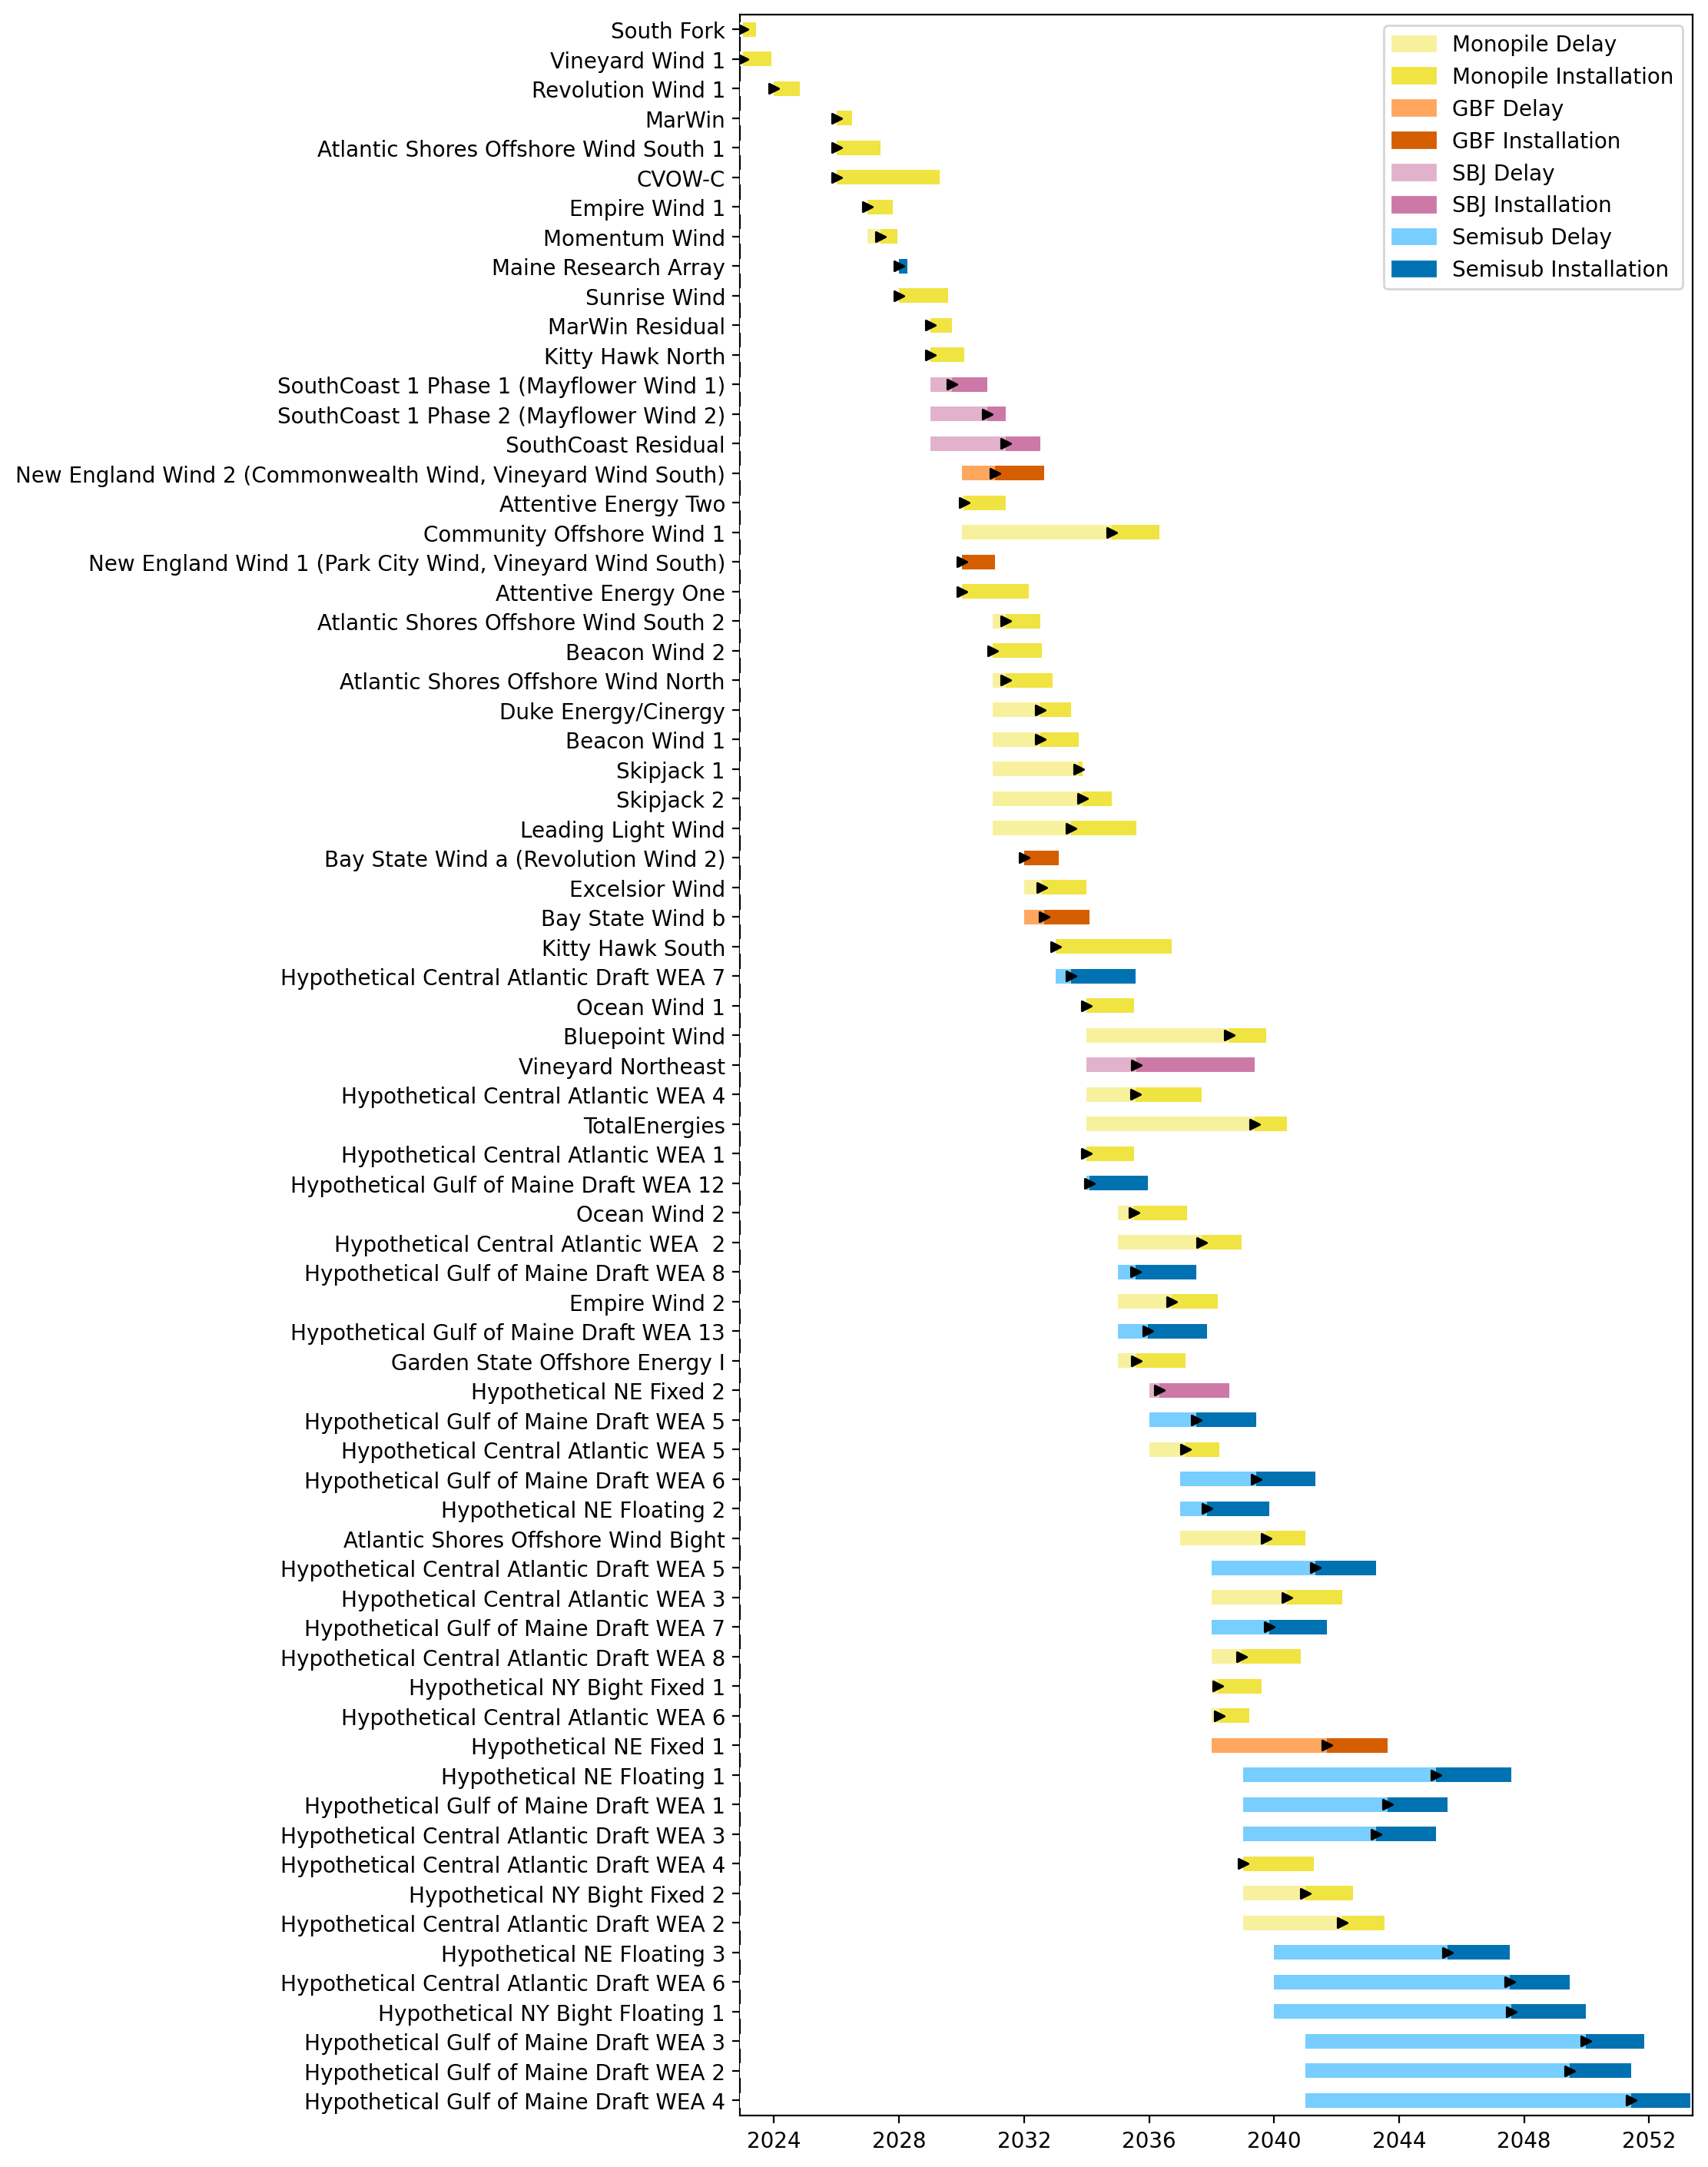 South Fork
Vineyard Wind 1
Revolution Wind 1
MarWin
Atlantic Shores Offshore Wind South 1
CVOW-C
Empire Wind 1
Momentum Wind
Maine Research Array
Sunrise Wind
MarWin Residual
Kitty Hawk North
SouthCoast 1 Phase 1 (Mayflower Wind 1)
SouthCoast 1 Phase 2 (Mayflower Wind 2)
SouthCoast Residual
New England Wind 2 (Commonwealth Wind, Vineyard Wind South)
Attentive Energy Two
Community Offshore Wind 1
New England Wind 1 (Park City Wind, Vineyard Wind South)
Attentive Energy One
Atlantic Shores Offshore Wind South 2
Beacon Wind 2
Atlantic Shores Offshore Wind North
Duke Energy/Cinergy
Beacon Wind 1
Skipjack 1
Skipjack 2
Leading Light Wind
Bay State Wind a (Revolution Wind 2)
Excelsior Wind
Bay State Wind b
Kitty Hawk South
Hypothetical Central Atlantic Draft WEA 7
Ocean Wind 1
Bluepoint Wind
Vineyard Northeast
Hypothetical Central Atlantic WEA 4
TotalEnergies
Hypothetical Central Atlantic WEA 1
Hypothetical Gulf of Maine Draft WEA 12
Ocean Wind 2
Hypothetical Central Atlantic WEA  2
Hypothetical Gulf of Maine Draft WEA 8
Empire Wind 2
Hypothetical Gulf of Maine Draft WEA 13
Garden State Offshore Energy I
Hypothetical NE Fixed 2
Hypothetical Gulf of Maine Draft WEA 5
Hypothetical Central Atlantic WEA 5
Hypothetical Gulf of Maine Draft WEA 6
Hypothetical NE Floating 2
Atlantic Shores Offshore Wind Bight
Hypothetical Central Atlantic Draft WEA 5
Hypothetical Central Atlantic WEA 3
Hypothetical Gulf of Maine Draft WEA 7
Hypothetical Central Atlantic Draft WEA 8
Hypothetical NY Bight Fixed 1
Hypothetical Central Atlantic WEA 6
Hypothetical NE Fixed 1
Hypothetical NE Floating 1
Hypothetical Gulf of Maine Draft WEA 1
Hypothetical Central Atlantic Draft WEA 3
Hypothetical Central Atlantic Draft WEA 4
Hypothetical NY Bight Fixed 2
Hypothetical Central Atlantic Draft WEA 2
Hypothetical NE Floating 3
Hypothetical Central Atlantic Draft WEA 6
Hypothetical NY Bight Floating 1
Hypothetical Gulf of Maine Draft WEA 3
Hypothetical Gulf of Maine Draft WEA 2
Hypothetical Gulf of Maine Draft WEA 4
Monopile Delay
Monopile Installation
GBF Delay
GBF Installation
SBJ Delay
SBJ Installation
Semisub Delay
Semisub Installation
2024 2028 2032 2036 2040 2044 2048 2052